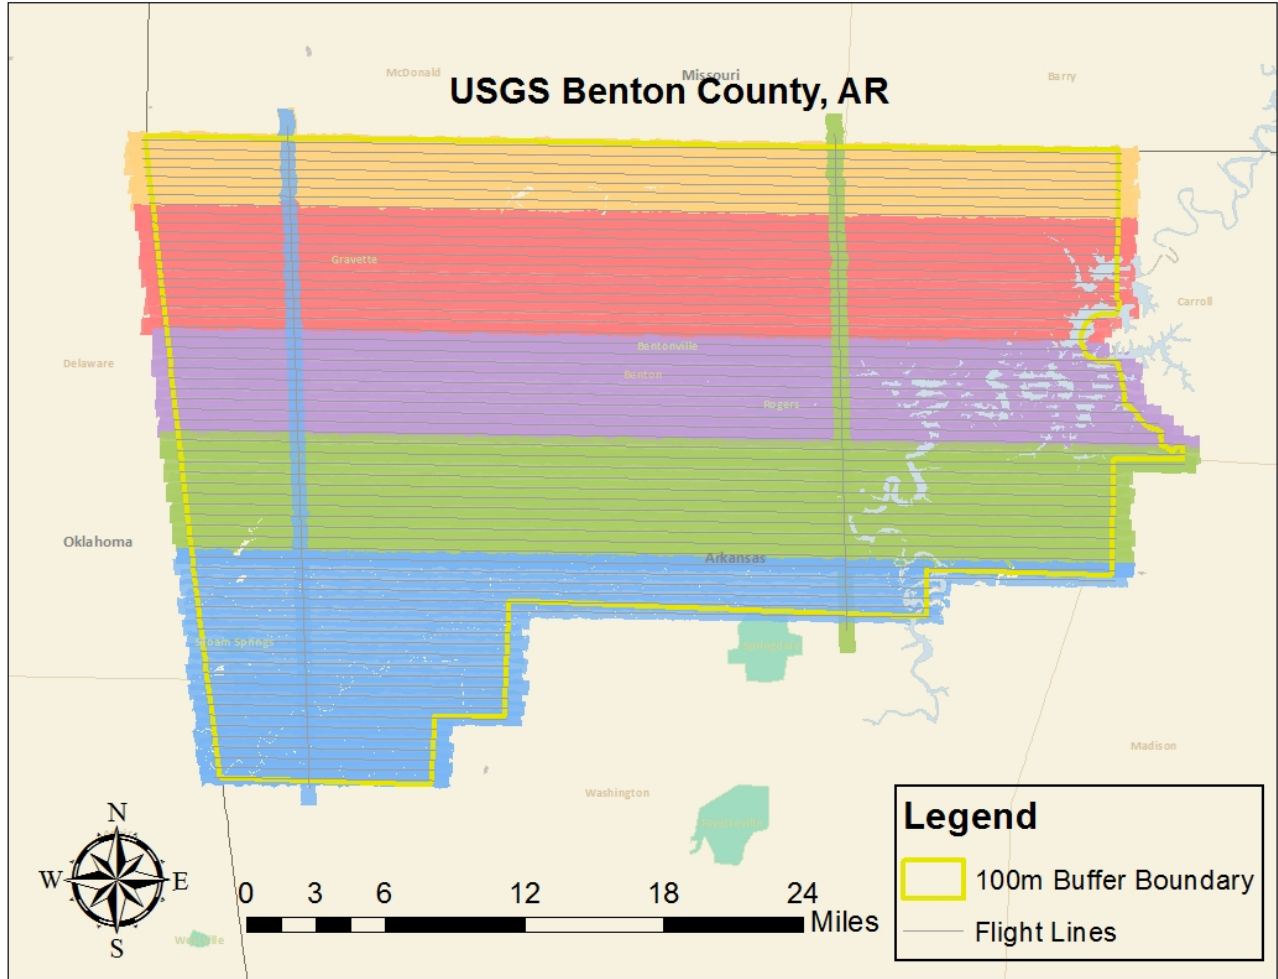 McDonald
Missouri
Barry
USGS Benton County, AR
Gravette
Carroll
Bentonville
Delaware
Benton
Rogers
Oklahoma
Arkansas
Siloam Springs
Springdale
Madison
Washington
Fayetteville
Legend
100m Buffer Boundary
Flight Lines
N
W E
S
0 3 6 12 18 24
Miles